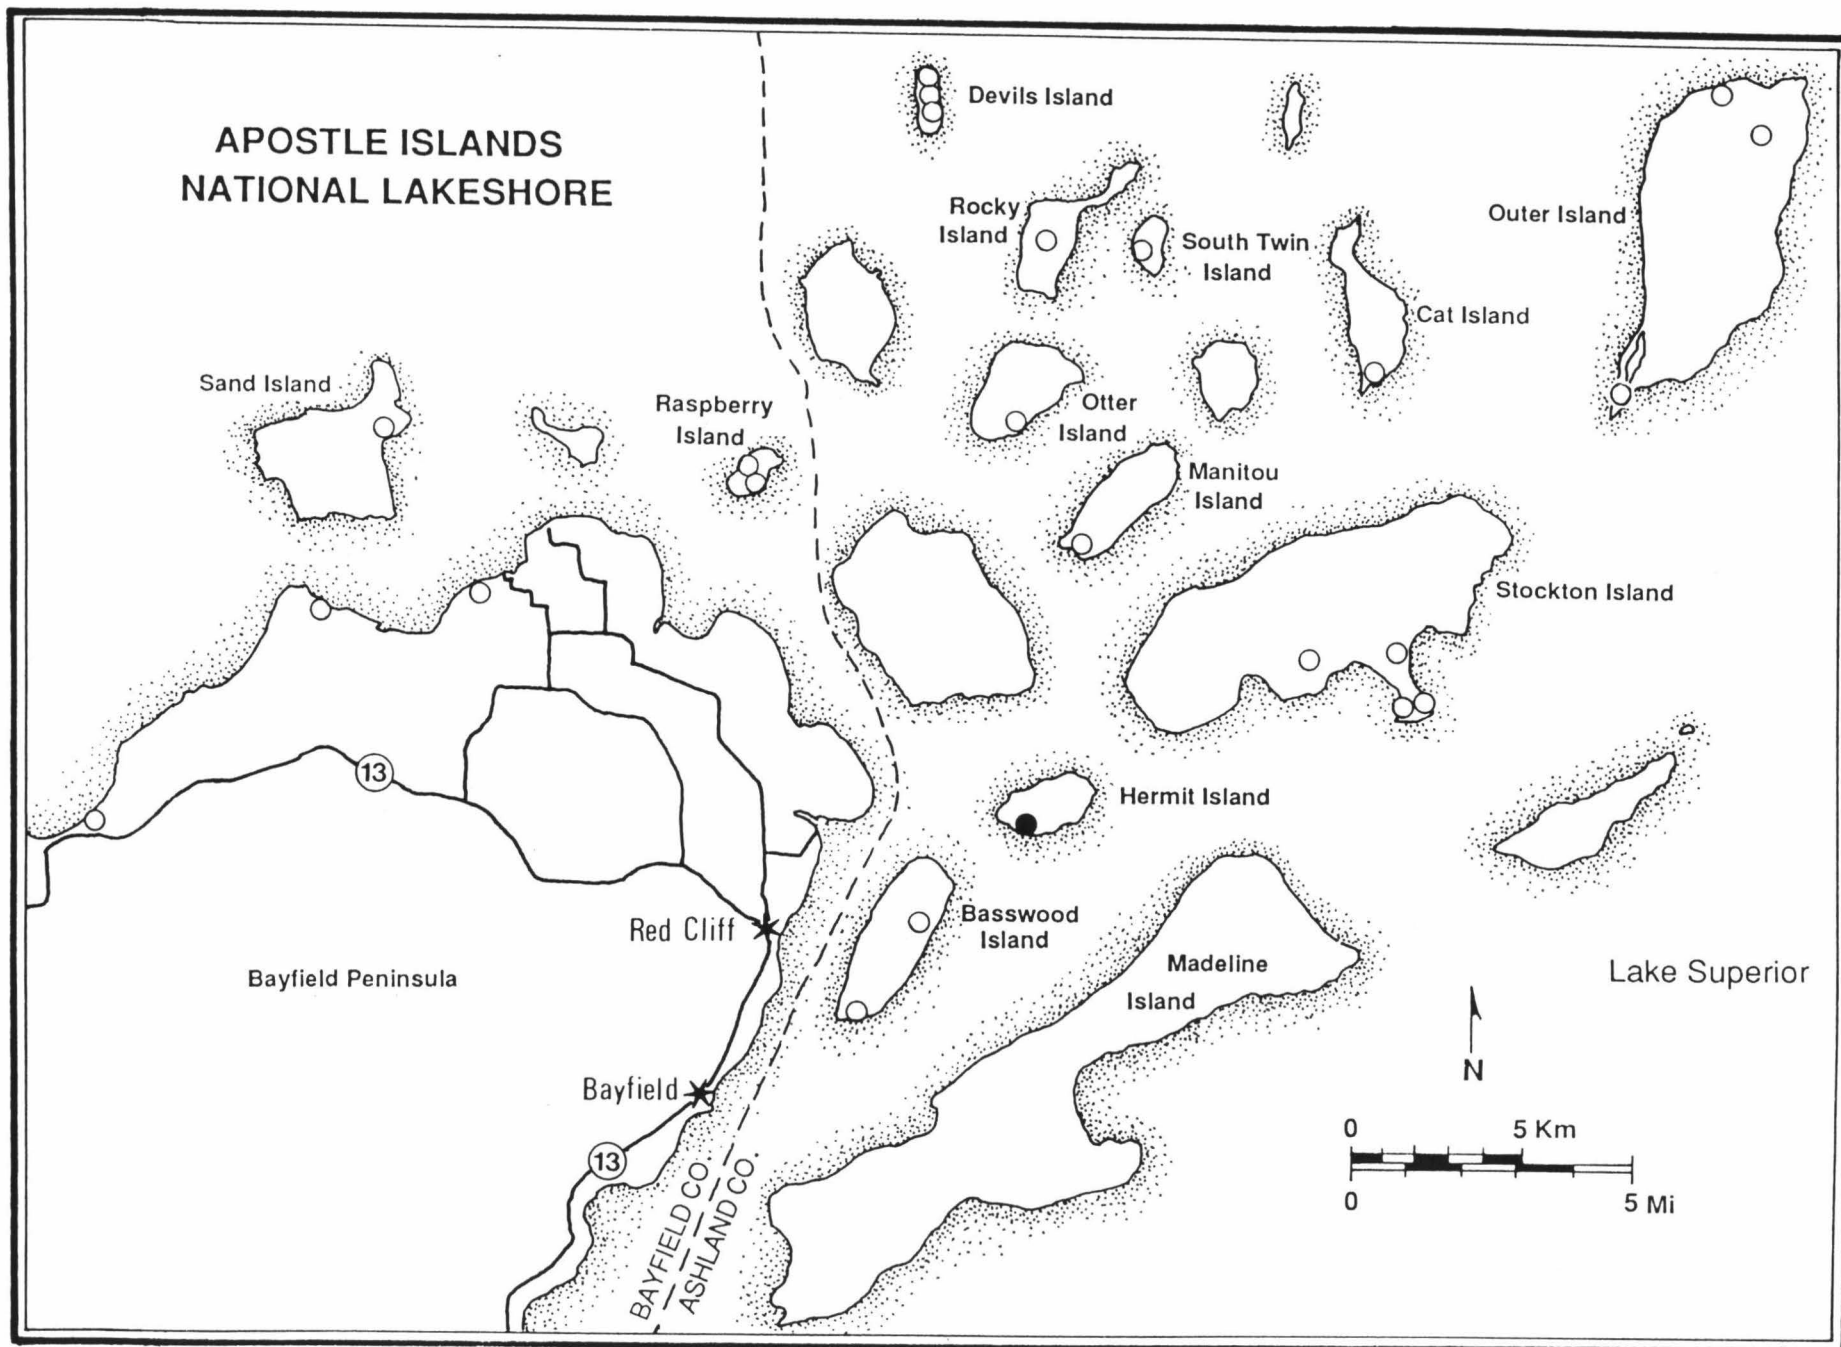 APOSTLE ISLANDS
NATIONAL LAKESHORE
Devils Island
Rocky
Island
South Twin
Island
Outer Island
Cat Island
Sand Island
Raspberry
Island
Otter
Island
Manitou
Island
Stockton Island
13
Hermit Island
Red Cliff
Basswood
Island
Madeline
Island
Lake Superior
Bayfield Peninsula
N
Bayfield
13
BAYFIELD CO.
ASHLAND CO.
0 5 Km
0 5 Mi